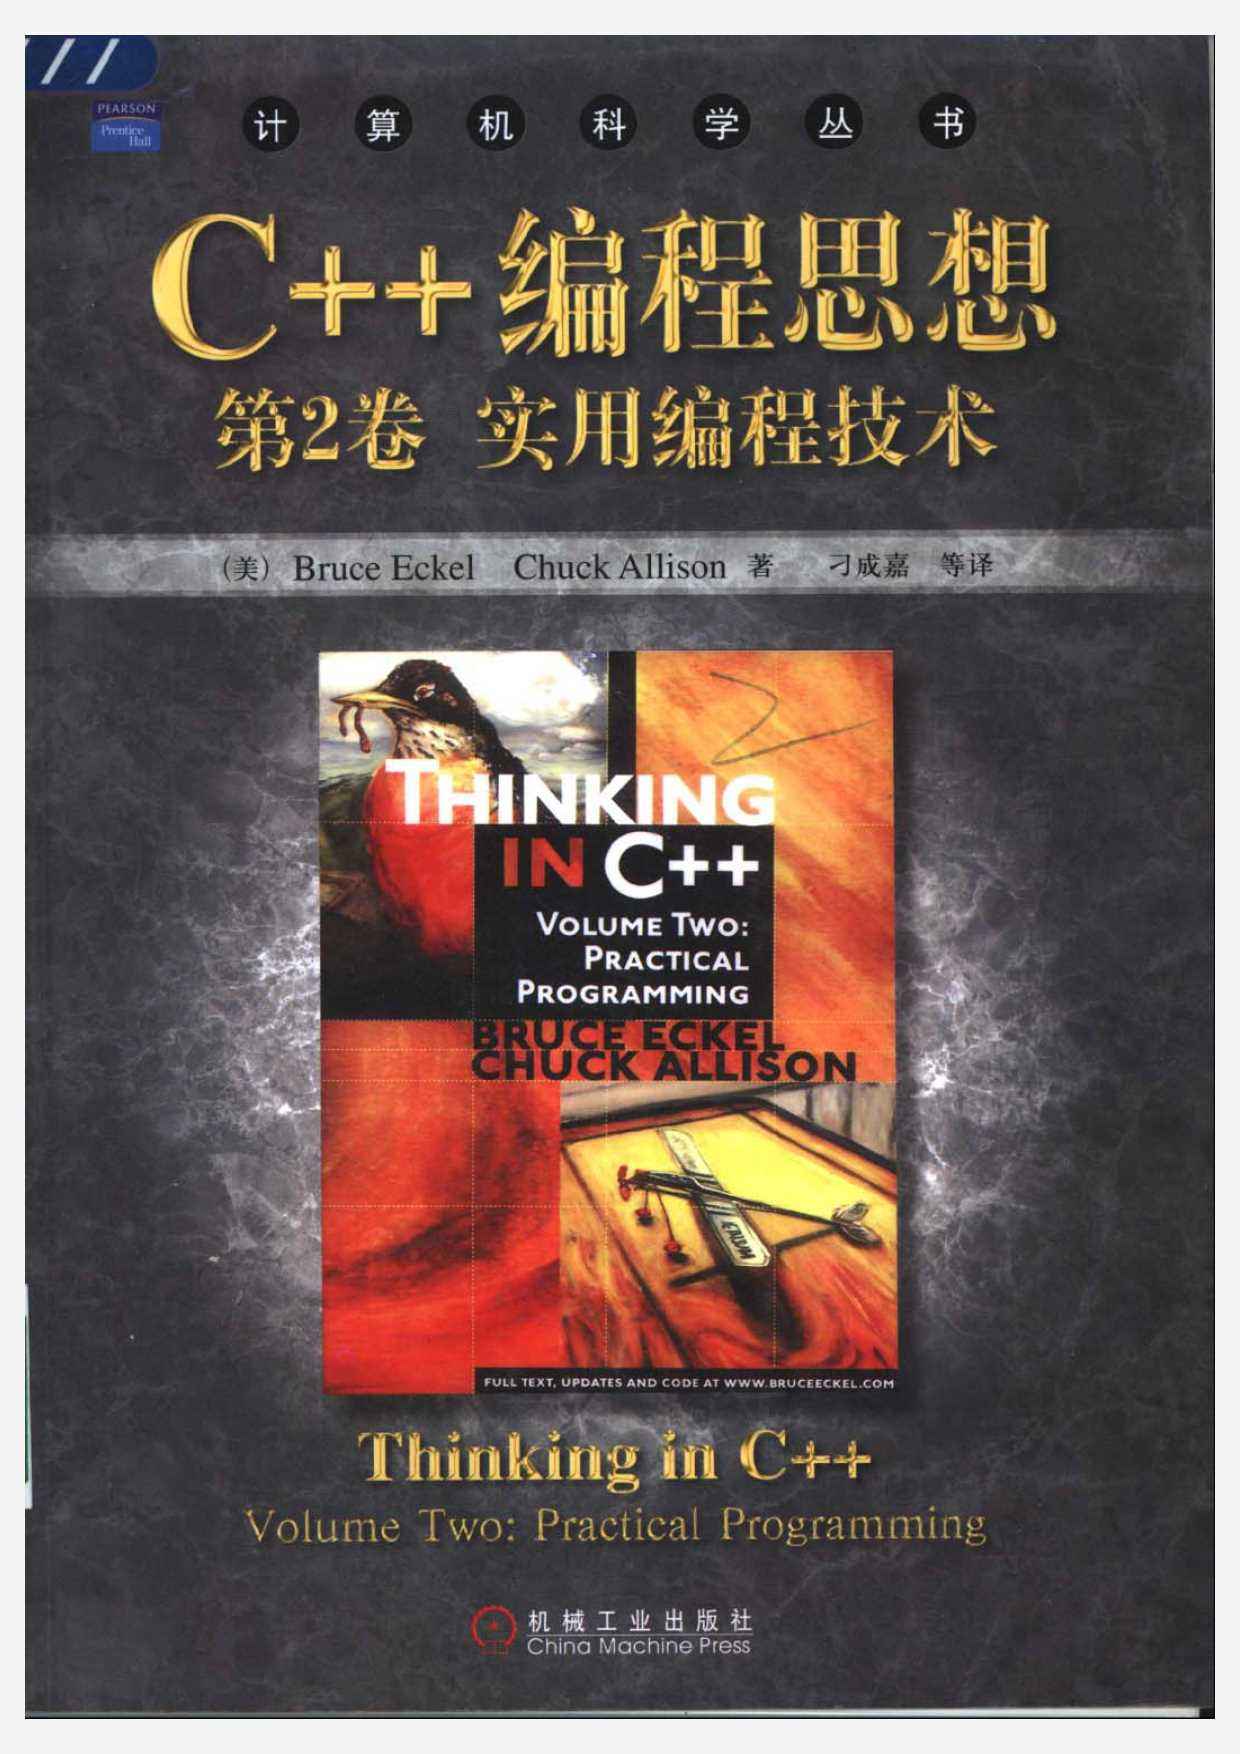 PEARSON
Prentice
Hall
计算机科学丛书
C++编程思想
第2卷 实用编程技术
(美) Bruce Eckel Chuck Allison 著 刁成嘉 等译
THINKING
IN C++
VOLUME TWO:
PRACTICAL
PROGRAMMING
BRUCE ECKEL
CHUCK ALLISON
FULL TEXT, UPDATES AND CODE AT WWW.BRUCEECKEL.COM
Thinking in C++
Volume Two: Practical Programming
机械工业出版社
China Machine Press